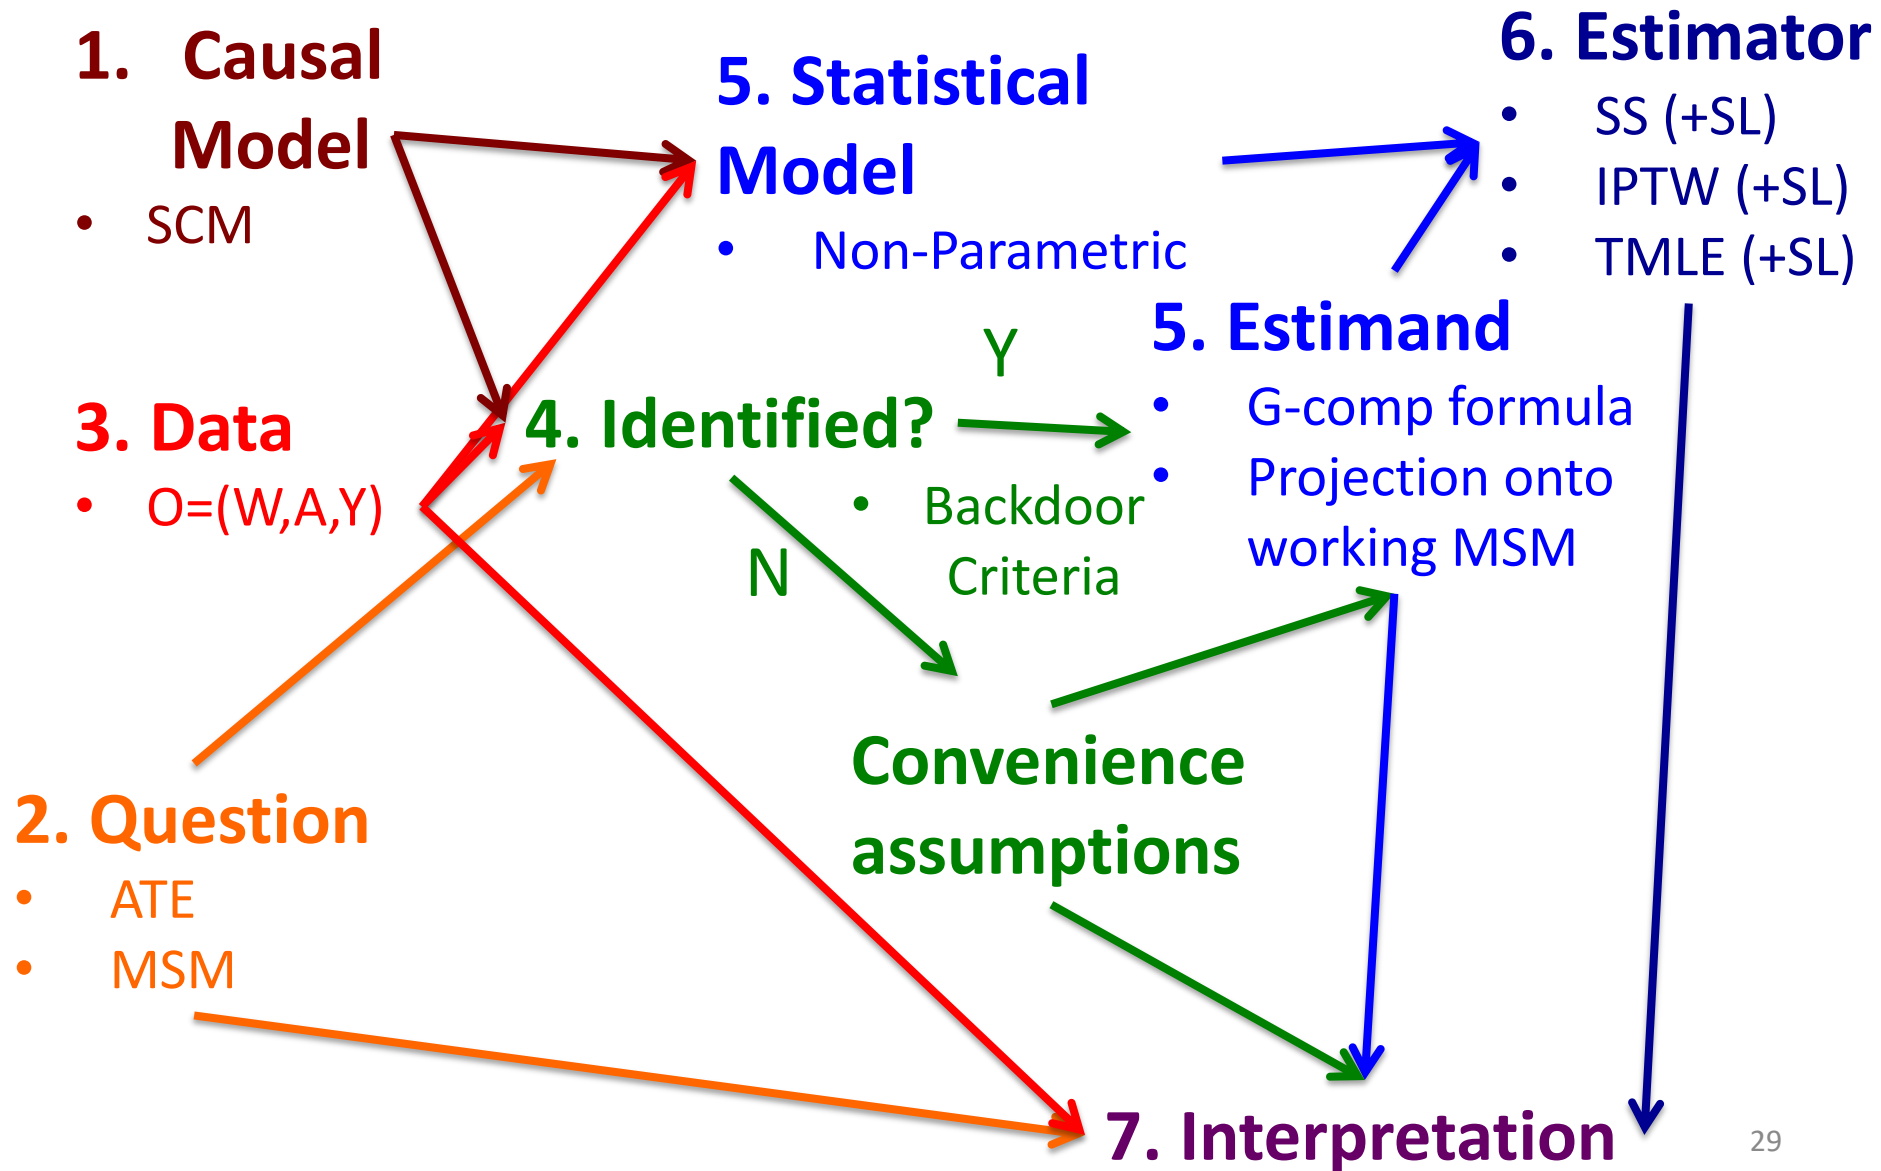 1. Causal
Model
• SCM
3. Data
• O=(W,A,Y)
2. Question
• ATE
• MSM
5. Statistical
Model
• Non-Parametric
4. Identified?
Y
N
• Backdoor
Criteria
Convenience
assumptions
5. Estimand
• G-comp formula
• Projection onto
working MSM
6. Estimator
• SS (+SL)
• IPTW (+SL)
• TMLE (+SL)
7. Interpretation
29